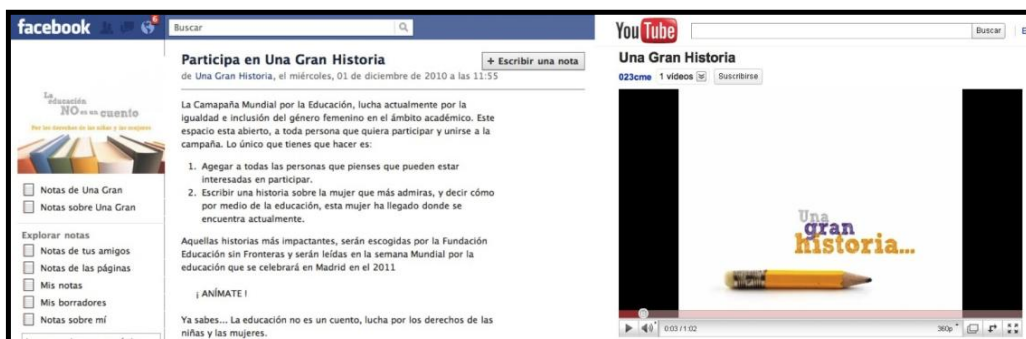 facebook
6
Buscar
La educación
NO es un cuento
Por los derechos de las niñas y las mujeres
Notas de Una Gran
Notas sobre Una Gran
Explorar notas
Notas de tus amigos
Notas de las páginas
Mis notas
Mis borradores
Notas sobre mí
Participa en Una Gran Historia
+ Escribir una nota
de Una Gran Historia, el miércoles, 01 de diciembre de 2010 a las 11:55
La Camapaña Mundial por la Educación, lucha actualmente por la
igualdad e inclusión del género femenino en el ámbito académico. Este
espacio esta abierto, a toda persona que quiera participar y unirse a la
campaña. Lo único que tienes que hacer es:
1. Agegar a todas las personas que pienses que pueden estar
interesadas en participar.
2. Escribir una historia sobre la mujer que más admiras, y decir cómo
por medio de la educación, esta mujer ha llegado donde se
encuentra actualmente.
Aquellas historias más impactantes, serán escogidas por la Fundación
Educación sin Fronteras y serán leídas en la semana Mundial por la
educación que se celebrará en Madrid en el 2011
¡ ANÍMATE !
Ya sabes... La educación no es un cuento, lucha por los derechos de las
niñas y las mujeres.
YouTube
Buscar
Una Gran Historia
023cme 1 vídeos Suscribirse
Una
gran
historia...
0:03 / 1:02
360p